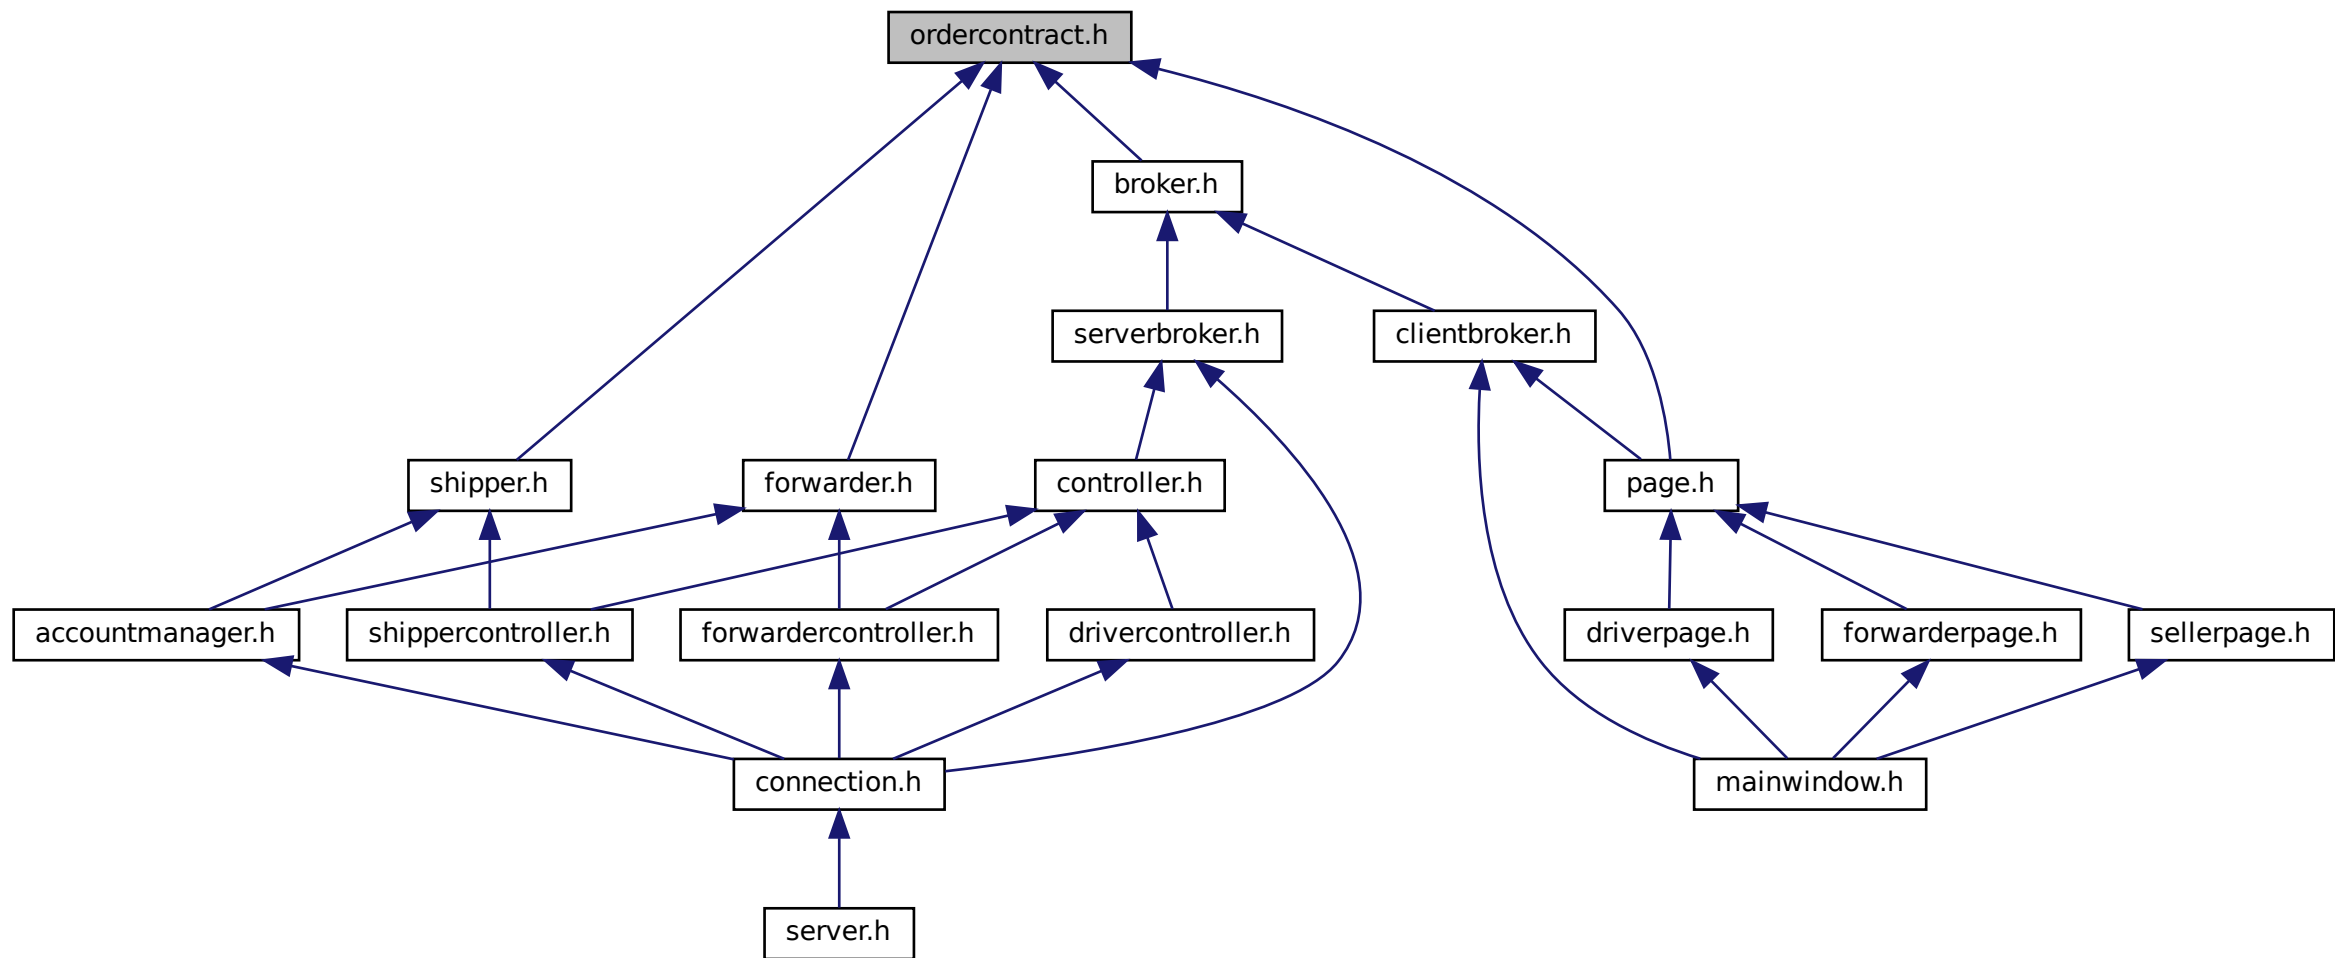 ordercontract.h
broker.h
serverbroker.h
clientbroker.h
shipper.h
forwarder.h
controller.h
page.h
accountmanager.h
shippercontroller.h
forwardercontroller.h
drivercontroller.h
driverpage.h
forwarderpage.h
sellerpage.h
connection.h
mainwindow.h
server.h